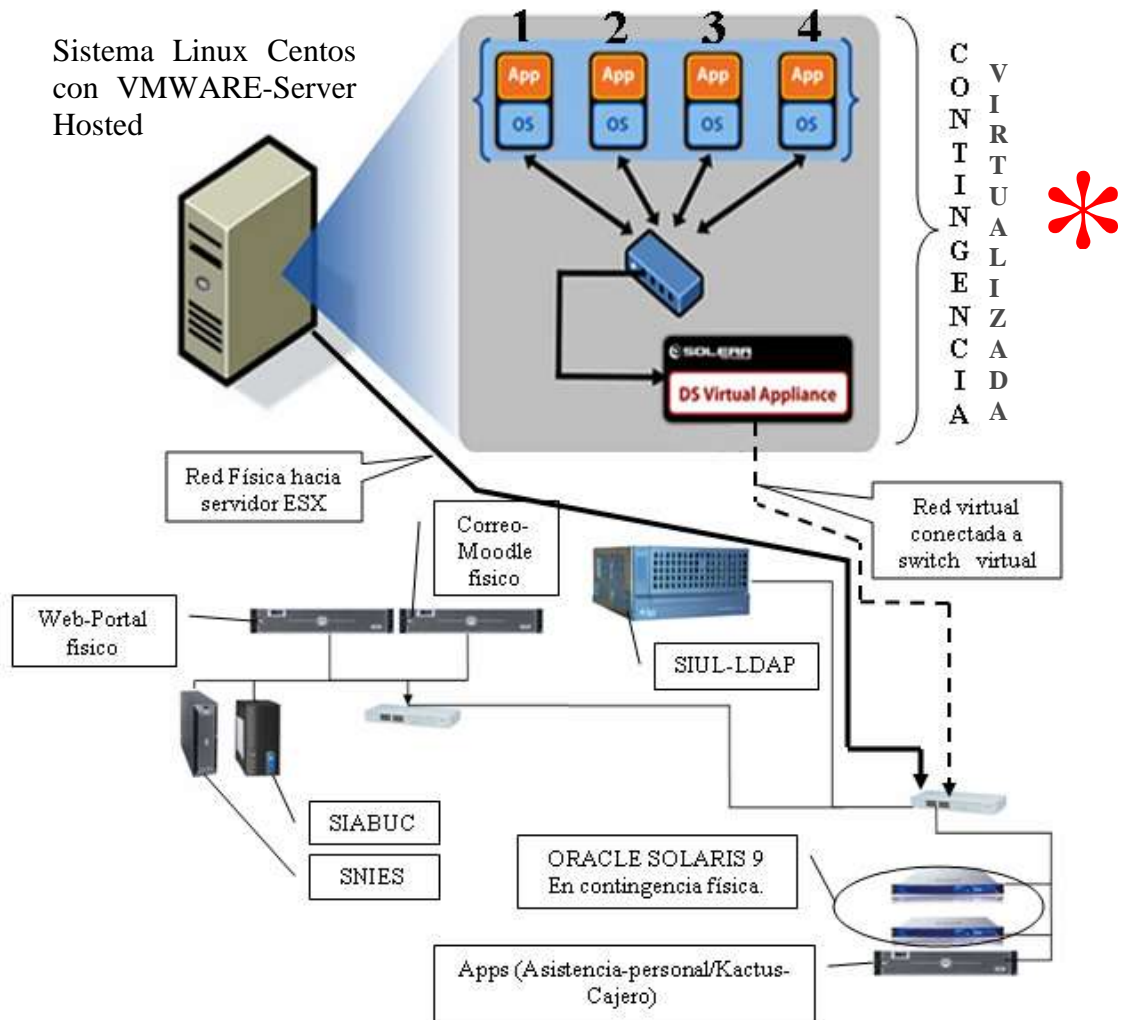 Sistema Linux Centos
con VMWARE-Server
Hosted
1 2 3 4
App App App App
OS OS OS OS
SOLERA
DS Virtual Appliance
CONTINGENCIA
VIRTUALIZADA
*
Red Física hacia
servidor ESX
Correo-
Moodle
físico
Red virtual
conectada a
switch virtual
Web-Portal
físico
SIUL-LDAP
SIABUC
SNIES
ORACLE SOLARIS 9
En contingencia física.
Apps (Asistencia-personal/Kactus-
Cajero)